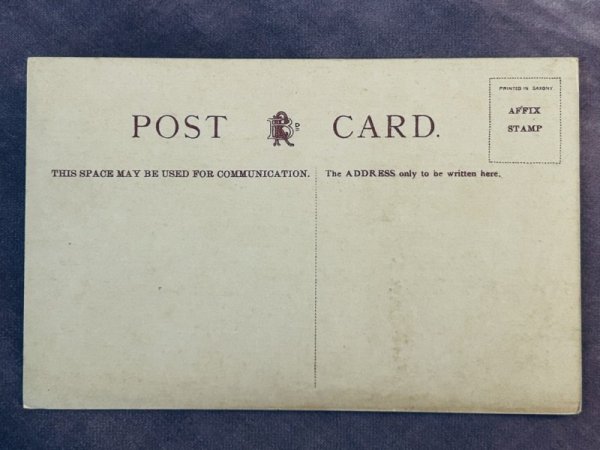 PRINTED IN SAXONY
AFFIX
STAMP
POST CARD.
THIS SPACE MAY BE USED FOR COMMUNICATION.
The ADDRESS only to be written here.